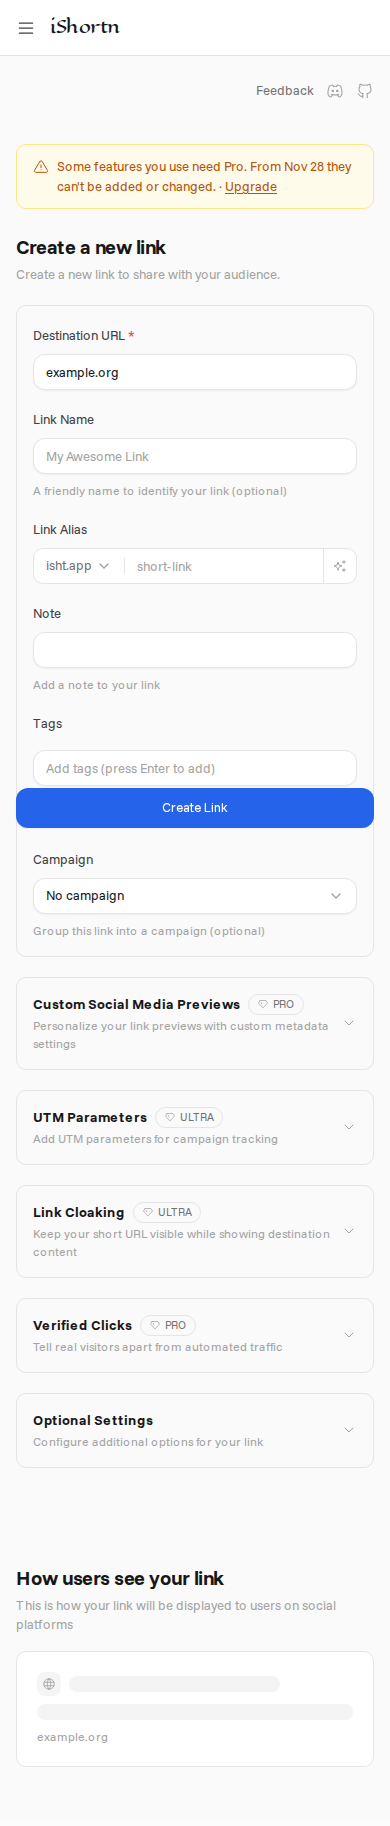 iShortn
Feedback
Some features you use need Pro. From Nov 28 they
can't be added or changed. · Upgrade
Create a new link
Create a new link to share with your audience.
Destination URL *
example.org
Link Name
My Awesome Link
A friendly name to identify your link (optional)
Link Alias
isht.app
short-link
Note
Add a note to your link
Tags
Add tags (press Enter to add)
Create Link
Campaign
No campaign
Group this link into a campaign (optional)
Custom Social Media Previews PRO
Personalize your link previews with custom metadata
settings
UTM Parameters ULTRA
Add UTM parameters for campaign tracking
Link Cloaking ULTRA
Keep your short URL visible while showing destination
content
Verified Clicks PRO
Tell real visitors apart from automated traffic
Optional Settings
Configure additional options for your link
How users see your link
This is how your link will be displayed to users on social
platforms
example.org